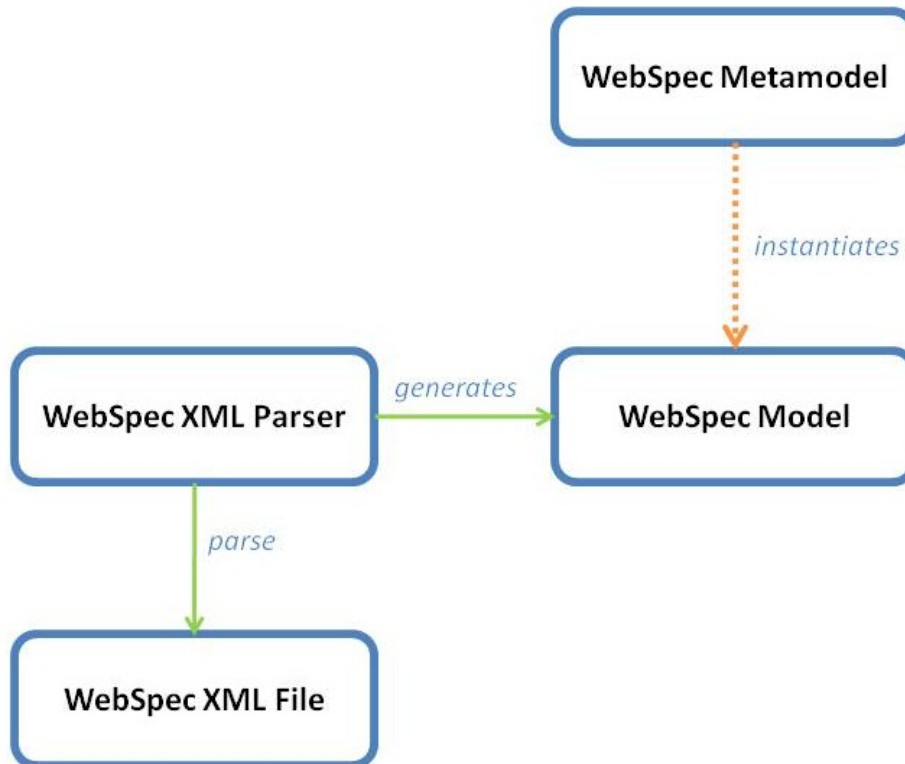 WebSpec Metamodel
instantiates
WebSpec XML Parser
generates
WebSpec Model
parse
WebSpec XML File